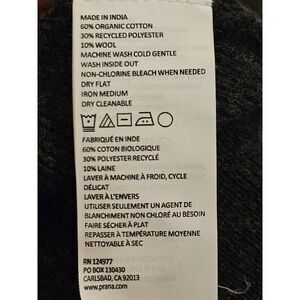 MADE IN INDIA
60% ORGANIC COTTON
30% RECYCLED POLYESTER
10% WOOL
MACHINE WASH COLD GENTLE
WASH INSIDE OUT
NON-CHLORINE BLEACH WHEN NEEDED
DRY FLAT
IRON MEDIUM
DRY CLEANABLE
FABRIQUÉ EN INDE
60% COTON BIOLOGIQUE
30% POLYESTER RECYCLÉ
10% LAINE
LAVER À MACHINE À FROID, CYCLE
DÉLICAT
LAVER À L'ENVERS
UTILISER SEULEMENT UN AGENT DE
BLANCHIMENT NON CHLORÉ AU BESOIN
FAIRE SÉCHER À PLAT
REPASSER À TEMPÉRATURE MOYENNE
NETTOYABLE À SEC
RN 124977
PO BOX 130430
CARLSBAD, CA 92013
www.prana.com